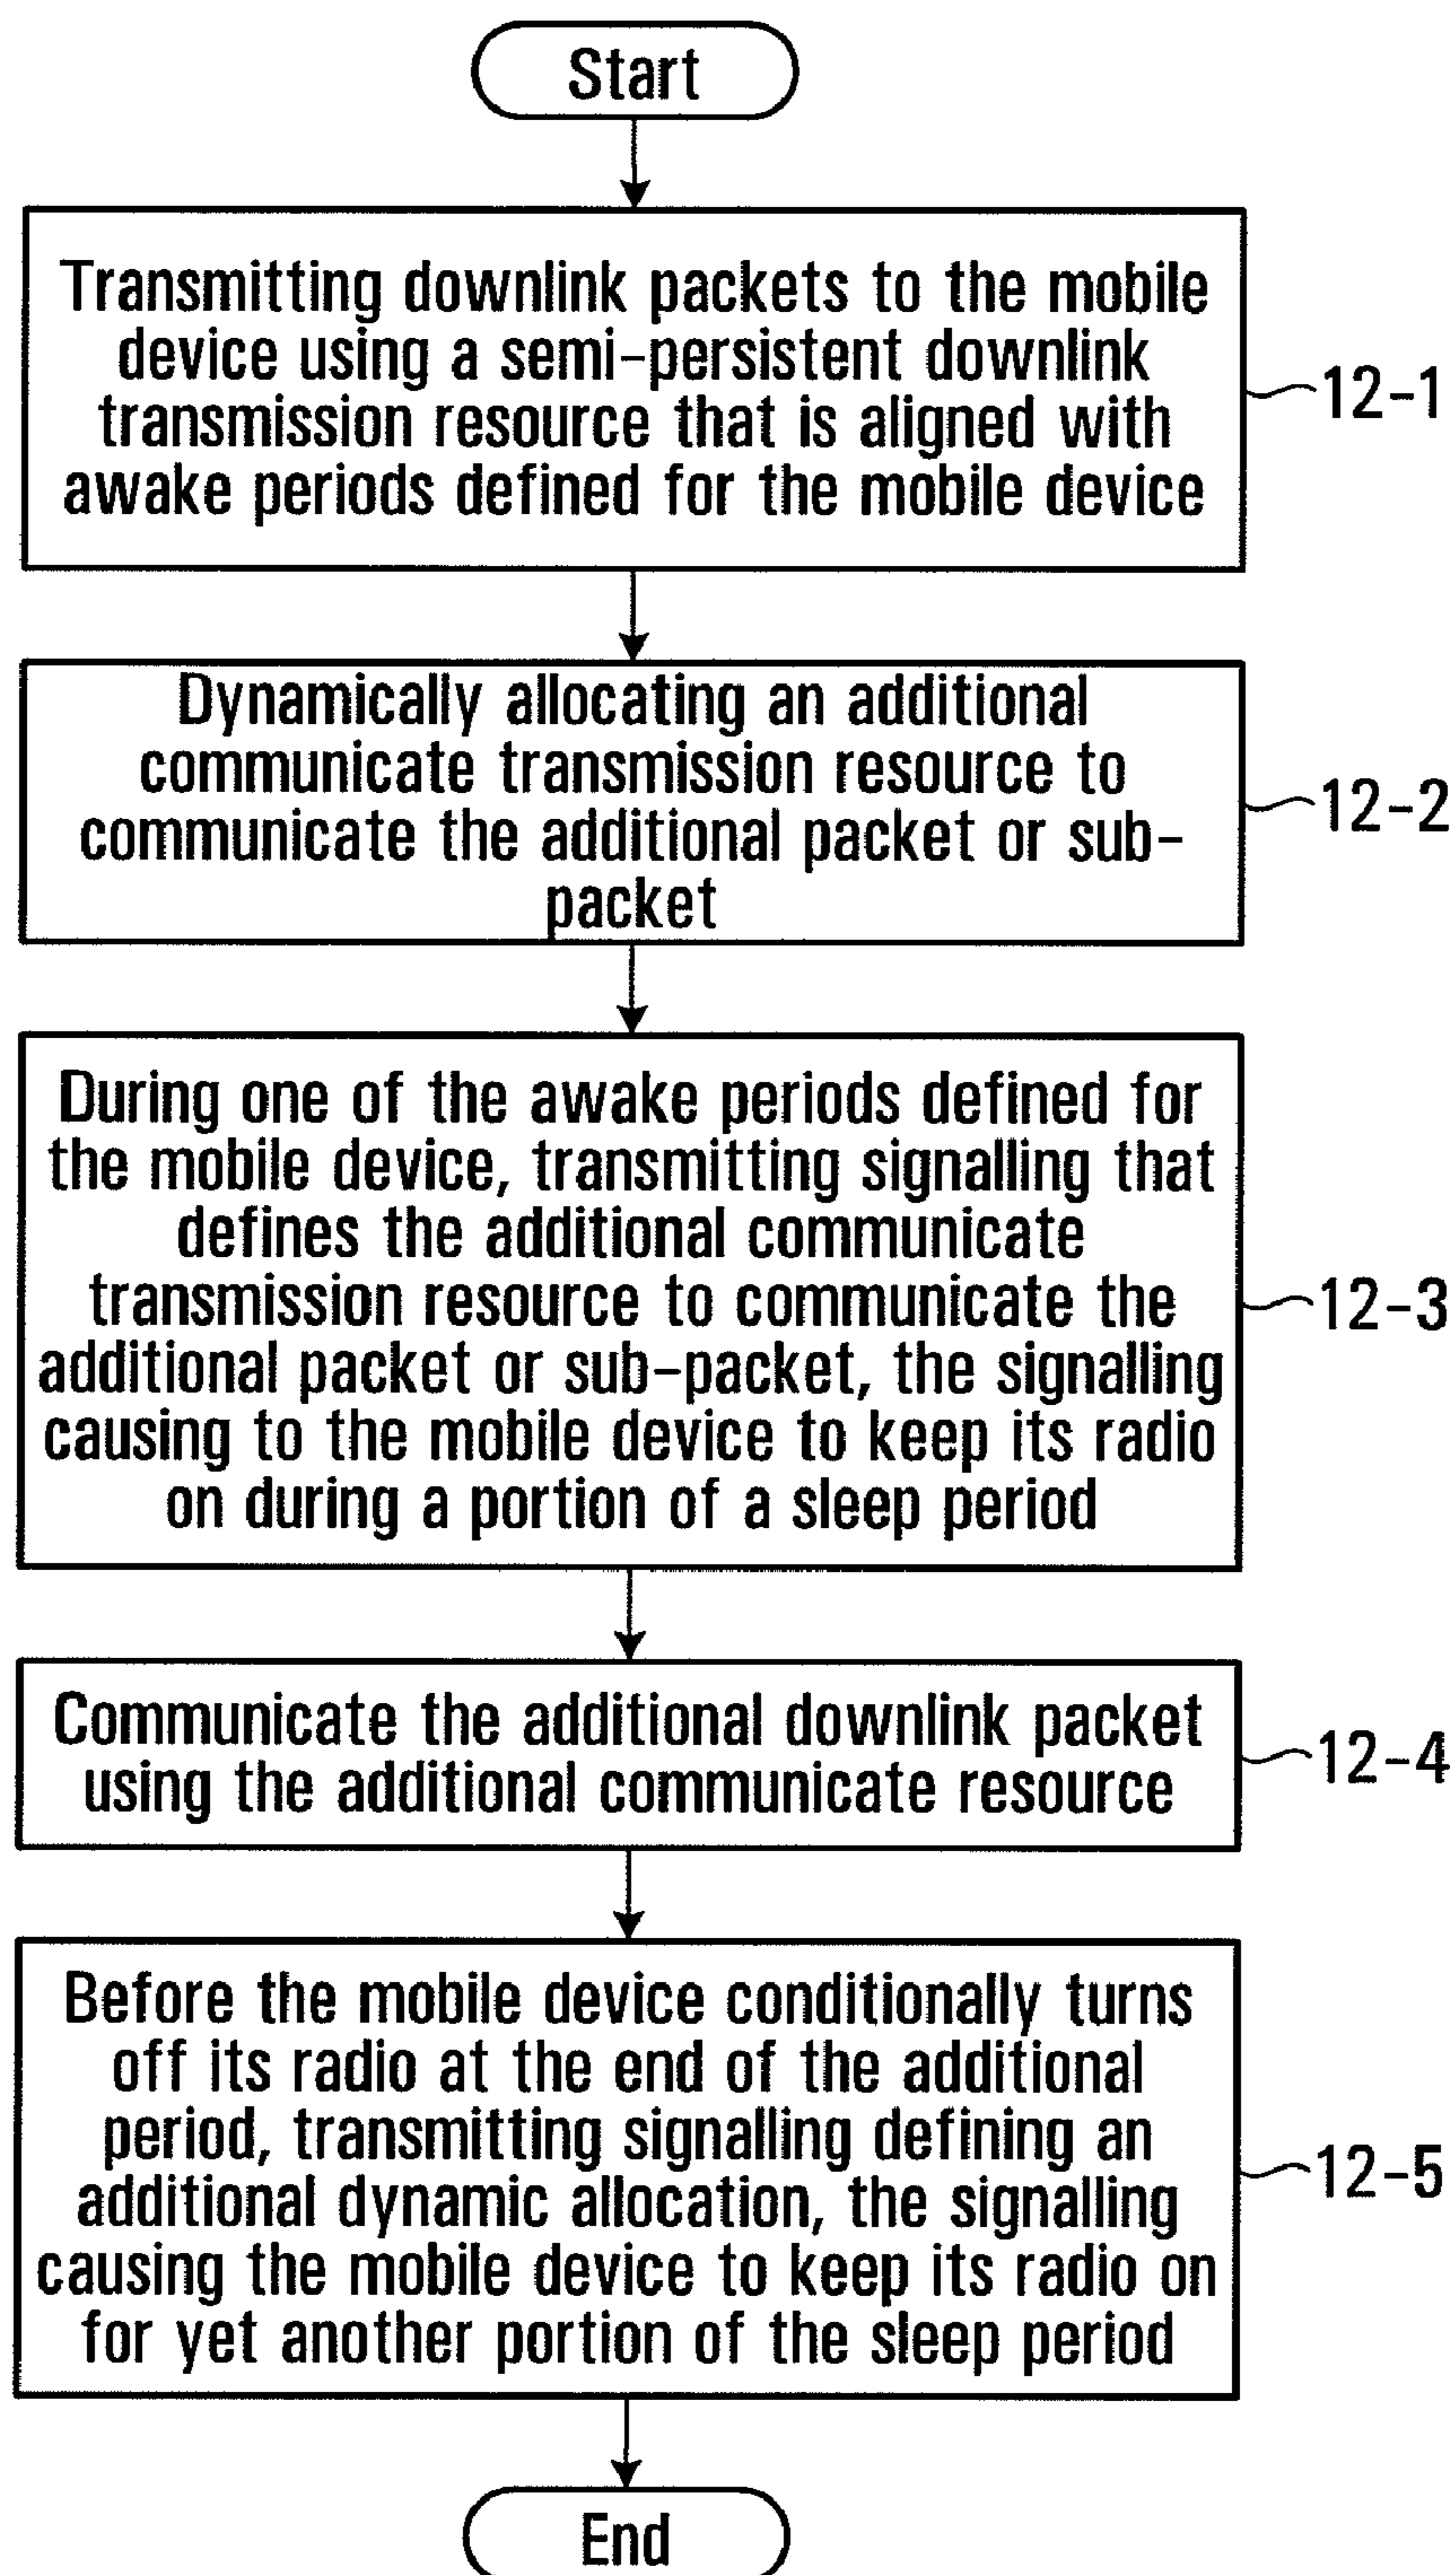 Start
Transmitting downlink packets to the mobile
device using a semi-persistent downlink
transmission resource that is aligned with
awake periods defined for the mobile device
12-1
Dynamically allocating an additional
communicate transmission resource to
communicate the additional packet or sub-
packet
12-2
During one of the awake periods defined for
the mobile device, transmitting signalling that
defines the additional communicate
transmission resource to communicate the
additional packet or sub-packet, the signalling
causing to the mobile device to keep its radio
on during a portion of a sleep period
12-3
Communicate the additional downlink packet
using the additional communicate resource
12-4
Before the mobile device conditionally turns
off its radio at the end of the additional
period, transmitting signalling defining an
additional dynamic allocation, the signalling
causing the mobile device to keep its radio on
for yet another portion of the sleep period
12-5
End